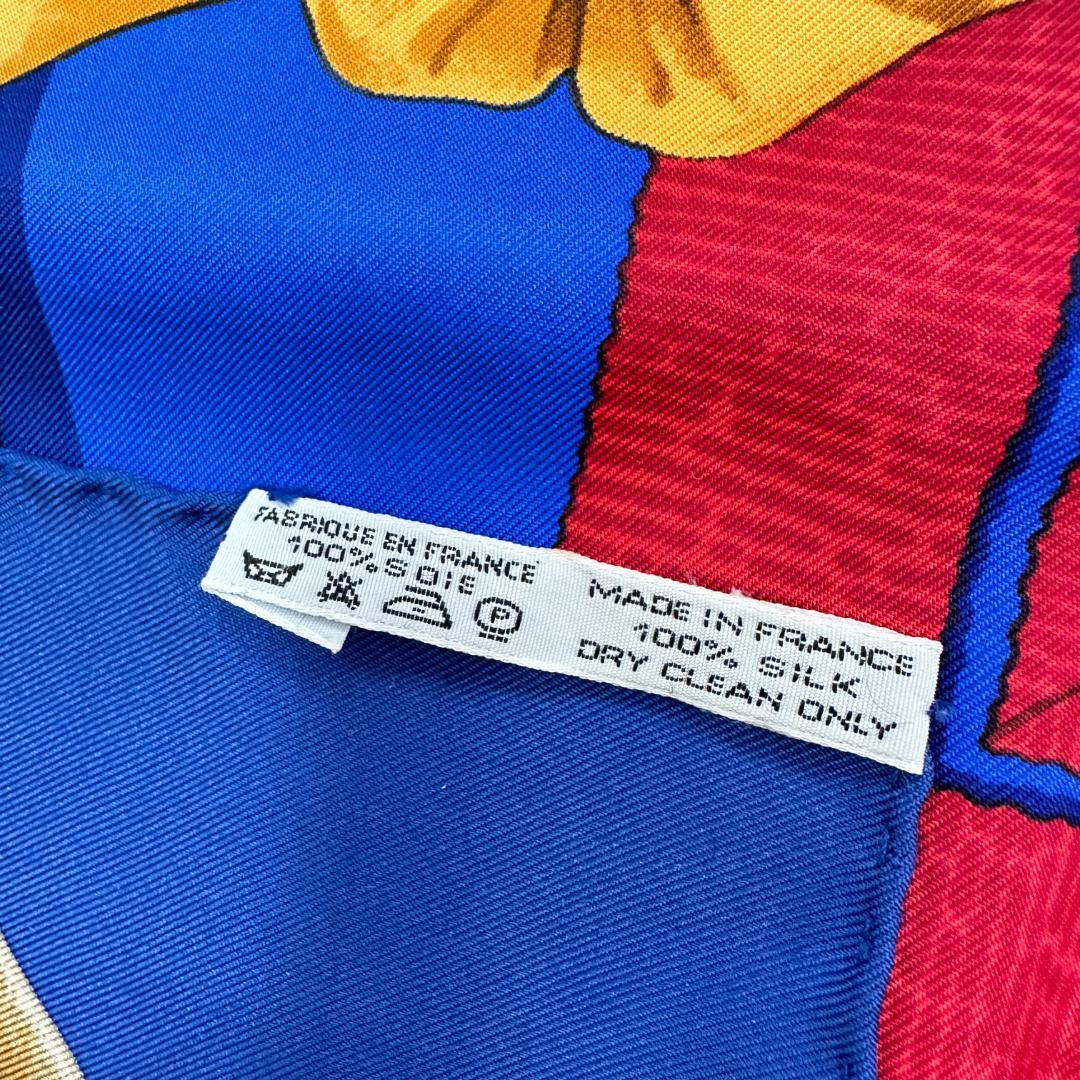 FABRIQUE EN FRANCE
100% SOIE
P
MADE IN FRANCE
100% SILK
DRY CLEAN ONLY